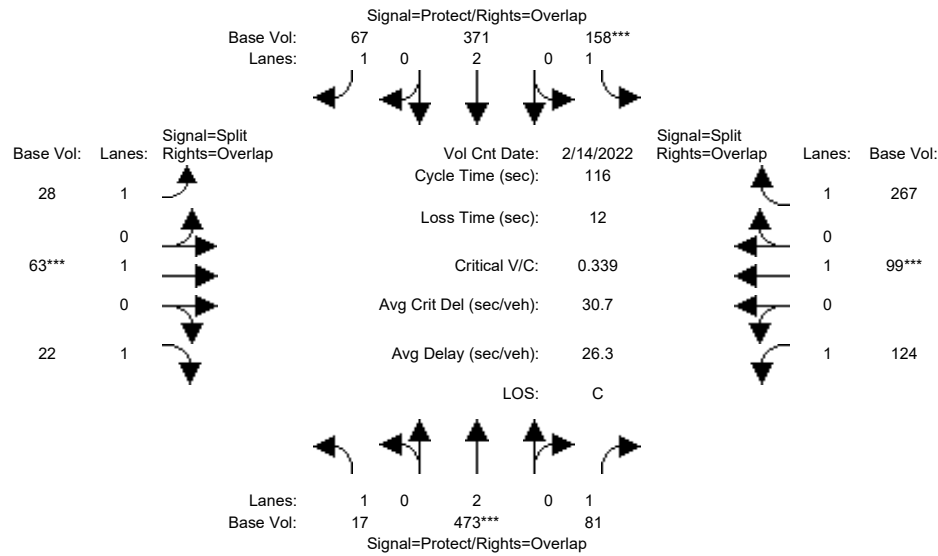 Signal=Protect/Rights=Overlap
Base Vol: 67 371 158***
Lanes: 1 0 2 0 1
Signal=Split
Base Vol: Lanes: Rights=Overlap
28 1
0
63*** 1
0
22 1
Vol Cnt Date: 2/14/2022
Cycle Time (sec): 116
Loss Time (sec): 12
Critical V/C: 0.339
Avg Crit Del (sec/veh): 30.7
Avg Delay (sec/veh): 26.3
LOS: C
Signal=Split
Rights=Overlap Lanes: Base Vol:
1 267
0
1 99***
0
1 124
Lanes: 1 0 2 0 1
Base Vol: 17 473*** 81
Signal=Protect/Rights=Overlap